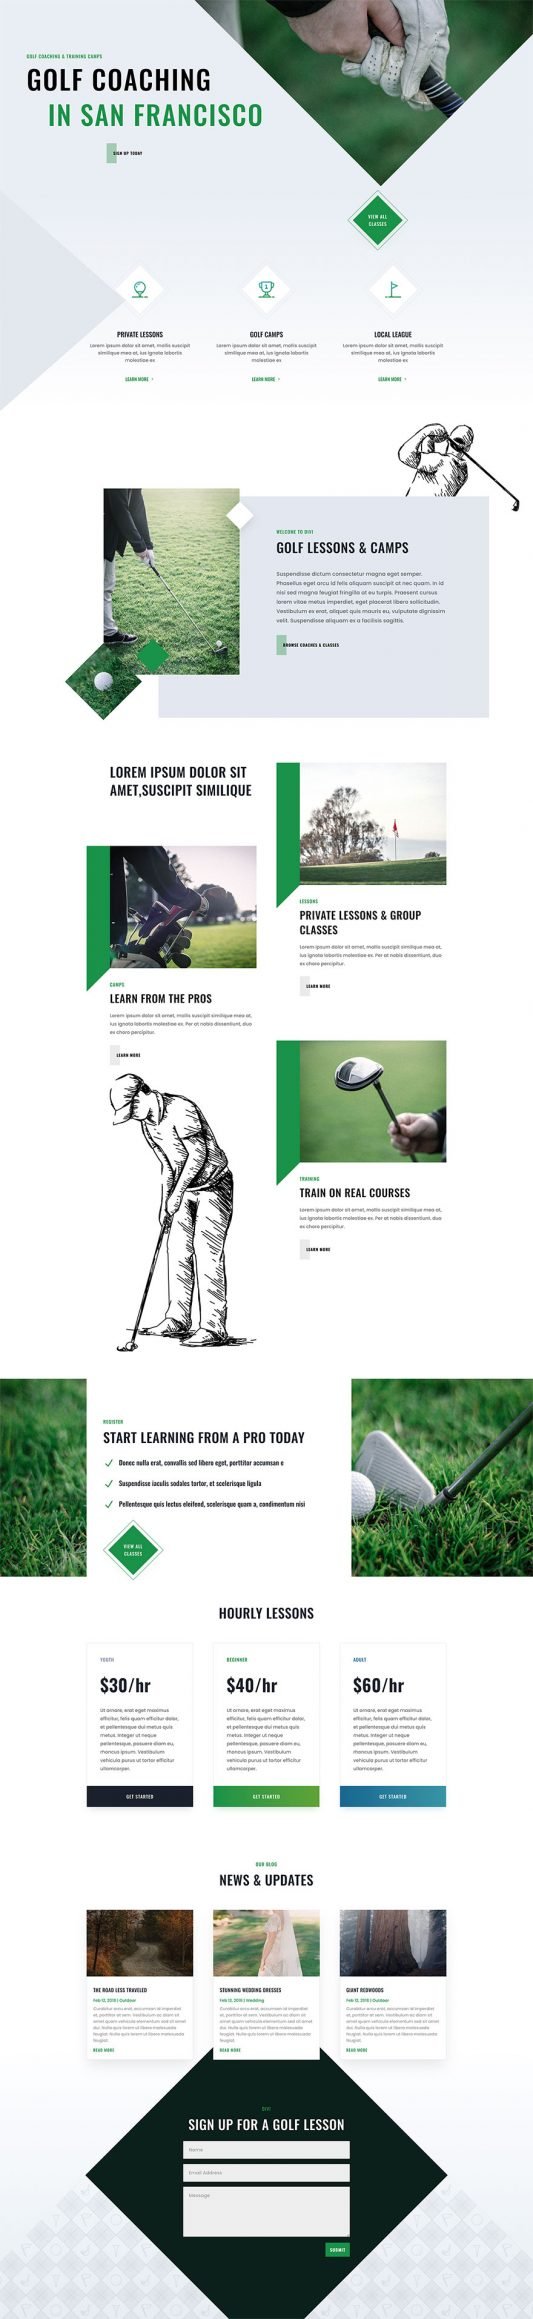 GOLF COACHING & TRAINING CAMPS
GOLF COACHING
IN SAN FRANCISCO
SIGN UP TODAY
VIEW ALL
CLASSES
PRIVATE LESSONS
Lorem ipsum dolor sit amet, mollis suscipit
similique mea at, ius ignota lobortis
molestiae ex
LEARN MORE
GOLF CAMPS
Lorem ipsum dolor sit amet, mollis suscipit
similique mea at, ius ignota lobortis
molestiae ex
LEARN MORE
LOCAL LEAGUE
Lorem ipsum dolor sit amet, mollis suscipit
similique mea at, ius ignota lobortis
molestiae ex
LEARN MORE
WELCOME TO DIVI
GOLF LESSONS & CAMPS
Suspendisse dictum consectetur magna eget semper.
Phasellus eget arcu id felis aliquam suscipit at nec quam. In id
nisi sed magna feugiat fringilla at eu turpis. Praesent cursus
lorem vitae metus imperdiet, eget placerat libero sollicitudin.
Vestibulum ex erat, aliquet quis mauris eu, vulputate dignissim
velit. Suspendisse aliquam ex a facilisis sagittis.
BROWSE COACHES & CLASSES
LOREM IPSUM DOLOR SIT
AMET,SUSCIPIT SIMILIQUE
LESSONS
PRIVATE LESSONS & GROUP
CLASSES
Lorem ipsum dolor sit amet, mollis suscipit similique mea at,
ius ignota lobortis molestiae ex. Per at nobis dissentiunt, duo
ex choro percipitur.
LEARN MORE
CAMPS
LEARN FROM THE PROS
Lorem ipsum dolor sit amet, mollis suscipit similique mea at,
ius ignota lobortis molestiae ex. Per at nobis dissentiunt, duo
ex choro percipitur.
LEARN MORE
TRAINING
TRAIN ON REAL COURSES
Lorem ipsum dolor sit amet, mollis suscipit similique mea at,
ius ignota lobortis molestiae ex. Per at nobis dissentiunt, duo
ex choro percipitur.
LEARN MORE
REGISTER
START LEARNING FROM A PRO TODAY
Donec nulla erat, convallis sed libero eget, porttitor accumsan e
Suspendisse iaculis sodales tortor, et scelerisque ligula
Pellentesque quis lectus eleifend, scelerisque quam a, condimentum nisi
VIEW ALL
CLASSES
HOURLY LESSONS
YOUTH
$30/hr
Ut ornare, erat eget maximus
efficitur, felis quam efficitur dolor,
et pellentesque dui metus quis
metus. Integer ut neque
pellentesque, posuere diam eu,
rhoncus ipsum. Vestibulum
vehicula purus ut tortor efficitur
ullamcorper.
GET STARTED
BEGINNER
$40/hr
Ut ornare, erat eget maximus
efficitur, felis quam efficitur dolor,
et pellentesque dui metus quis
metus. Integer ut neque
pellentesque, posuere diam eu,
rhoncus ipsum. Vestibulum
vehicula purus ut tortor efficitur
ullamcorper.
GET STARTED
ADULT
$60/hr
Ut ornare, erat eget maximus
efficitur, felis quam efficitur dolor,
et pellentesque dui metus quis
metus. Integer ut neque
pellentesque, posuere diam eu,
rhoncus ipsum. Vestibulum
vehicula purus ut tortor efficitur
ullamcorper.
GET STARTED
OUR BLOG
NEWS & UPDATES
THE ROAD LESS TRAVELED
Feb 12, 2018 | Outdoor
Curabitur arcu erat, accumsan id imperdiet
et, porttitor at sem. Vestibulum ac diam sit
amet quam vehicula elementum sed sit amet
dui. Nulla quis lorem ut libero malesuada
feugiat. Nulla quis lorem ut libero malesuada
feugiat.
READ MORE
STUNNING WEDDING DRESSES
Feb 12, 2018 | Wedding
Curabitur arcu erat, accumsan id imperdiet
et, porttitor at sem. Vestibulum ac diam sit
amet quam vehicula elementum sed sit amet
dui. Nulla quis lorem ut libero malesuada
feugiat. Nulla quis lorem ut libero malesuada
feugiat.
READ MORE
GIANT REDWOODS
Feb 12, 2018 | Outdoor
Curabitur arcu erat, accumsan id imperdiet
et, porttitor at sem. Vestibulum ac diam sit
amet quam vehicula elementum sed sit amet
dui. Nulla quis lorem ut libero malesuada
feugiat. Nulla quis lorem ut libero malesuada
feugiat.
READ MORE
DIVI
SIGN UP FOR A GOLF LESSON
Name
Email Address
Message
SUBMIT